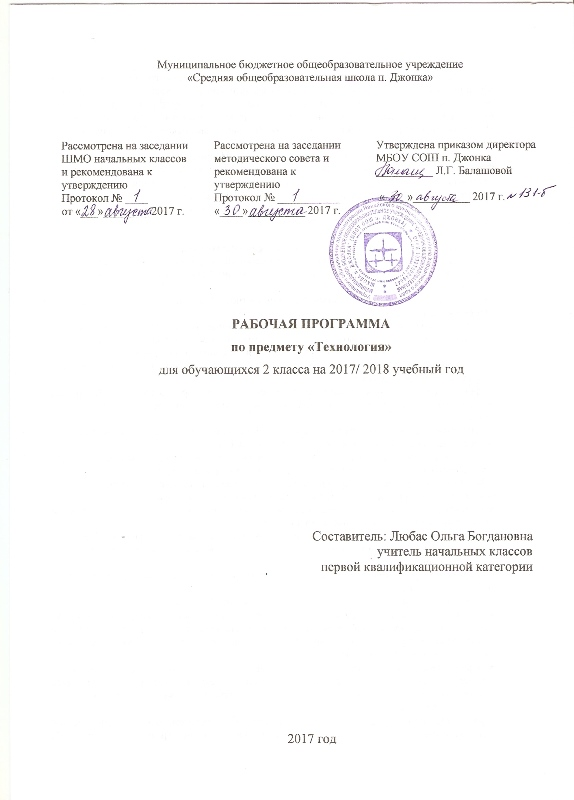 Муниципальное бюджетное общеобразовательное учреждение
«Средняя общеобразовательная школа п. Джонка»
Рассмотрена на заседании
ШМО начальных классов
и рекомендована к
утверждению
Протокол № 1
от «28» августа 2017 г.
Рассмотрена на заседании
методического совета и
рекомендовано к
утверждению
Протокол № 1
«30» августа 2017 г.
Утверждена приказом директора
МБОУ СОШ п. Джонка
Л.Г. Балашовой
августа 2017 г. № 131-б
РАБОЧАЯ ПРОГРАММА
по предмету «Технология»
для обучающихся 2 класса на 2017/ 2018 учебный год
Составитель: Любас Ольга Богдановна
учитель начальных классов
первой квалификационной категории
2017 год